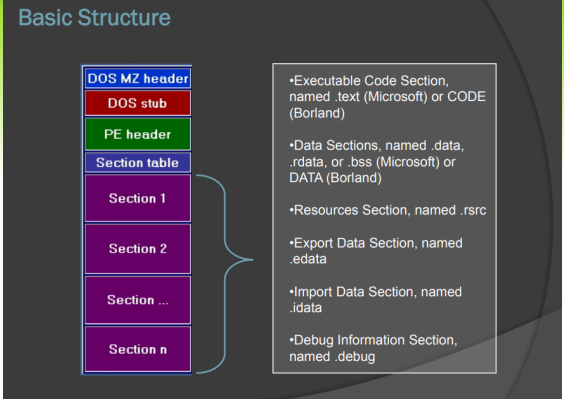 Basic Structure
DOS MZ header
DOS stub
PE header
Section table
Section 1
Section 2
Section ...
Section n
•Executable Code Section,
named .text (Microsoft) or CODE
(Borland)
•Data Sections, named .data,
.rdata, or .bss (Microsoft) or
DATA (Borland)
•Resources Section, named .rsrc
•Export Data Section, named
.edata
•Import Data Section, named
.idata
•Debug Information Section,
named .debug